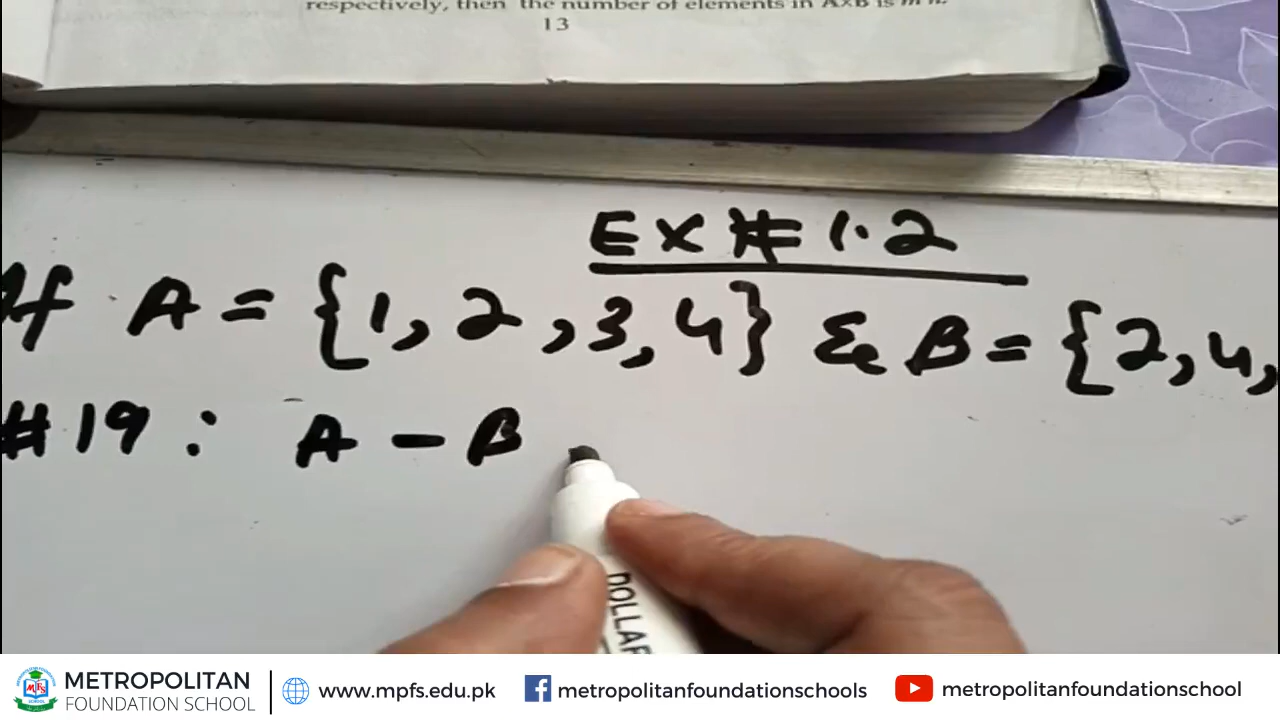 respectively, then the number of elements in A×B is m n.
13
EX # 1.2
If A = {1, 2, 3, 4} & B = {2, 4,
#19 : A - B
DOLLAR
METROPOLITAN
FOUNDATION SCHOOL
www.mpfs.edu.pk
metropolitanfoundationschools
metropolitanfoundationschool